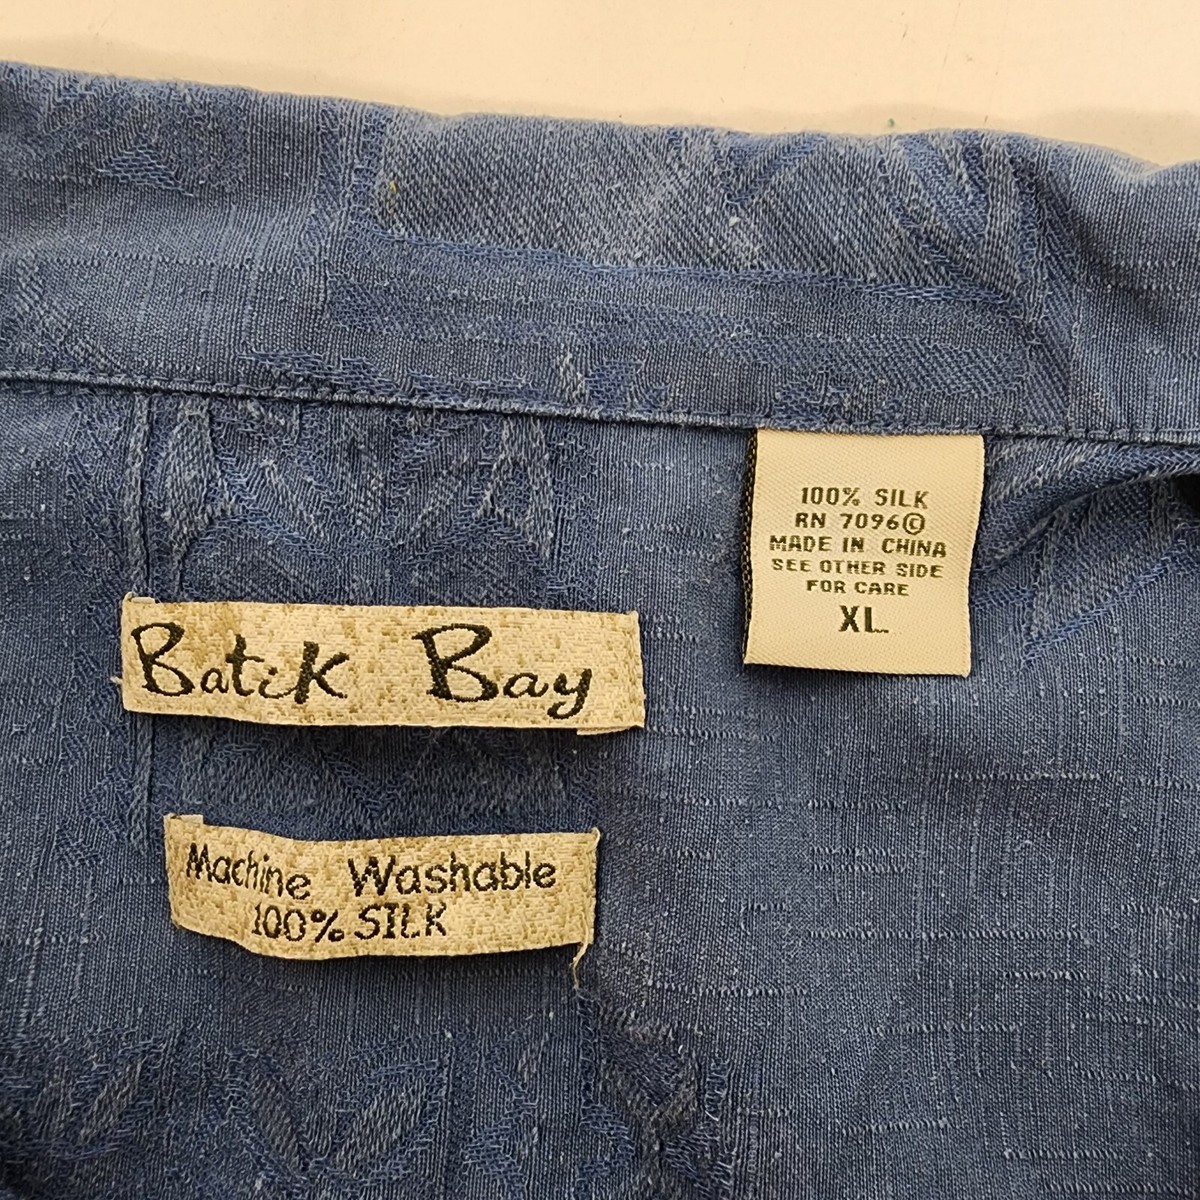 Batik Bay
Machine Washable
100% SILK
100% SILK
RN 7096©
MADE IN CHINA
SEE OTHER SIDE
FOR CARE
XL